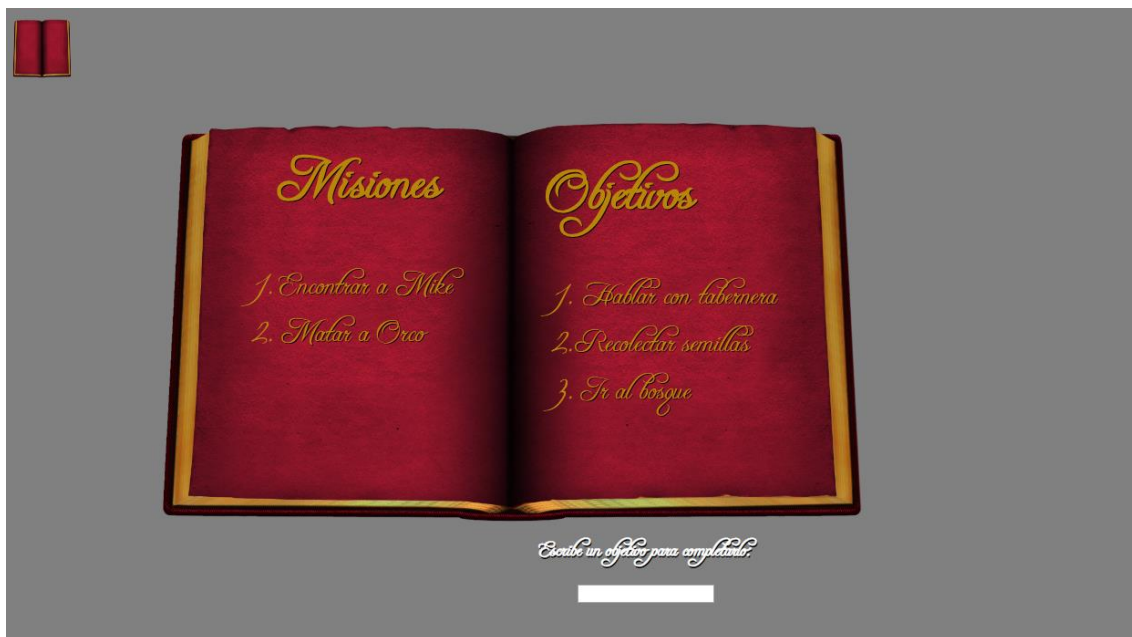 Misiones
1. Encontrar a Mike
2. Matar a Orco
Objetivos
1. Hablar con tabernera
2.Recolectar semillas
3. Ir al bosque
Escribe un objetivo para completarlo: